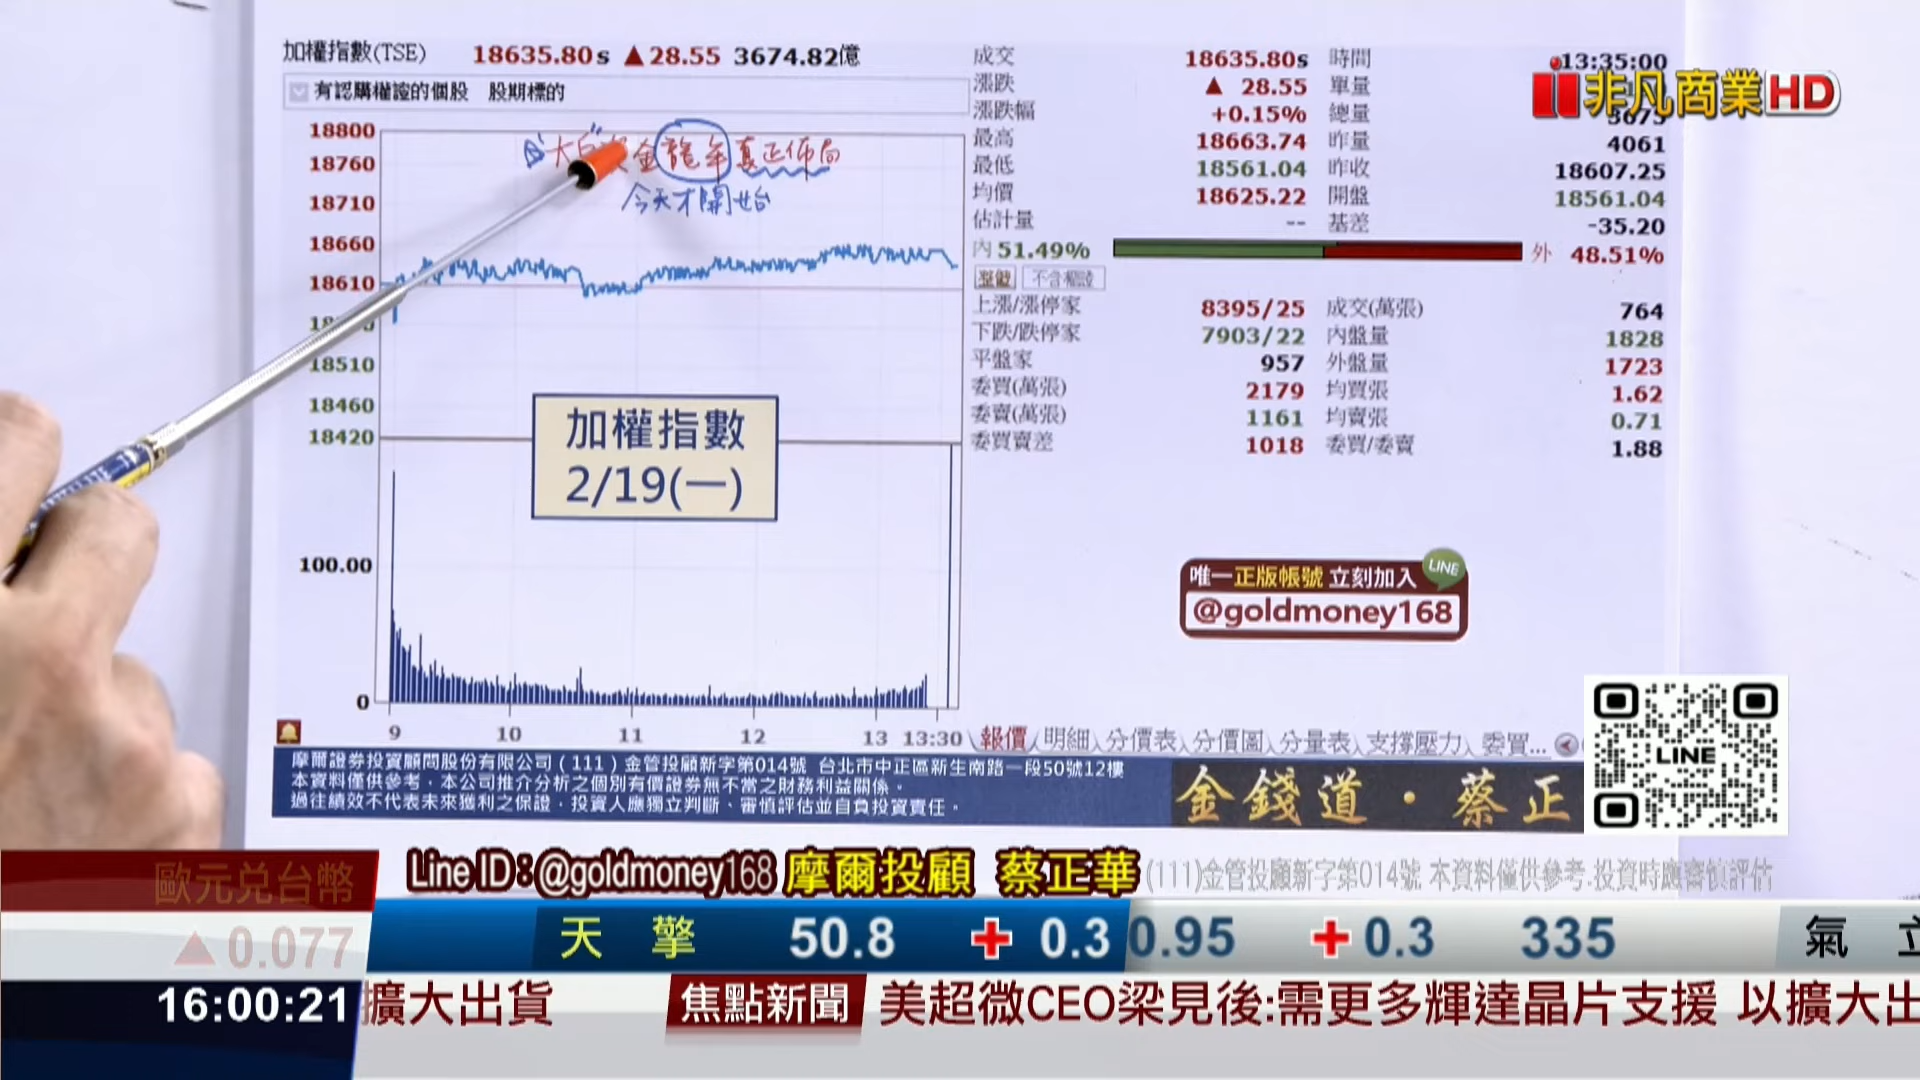 加權指數(TSE) 18635.80s ▲28.55 3674.82億
有認購權證的個股 股期標的
18800
18760
18710
18660
18610
18510
18460
18420
100.00
0
9 10 11 12 13 13:30
金龍年真正佈局
今天才開始
加權指數
2/19(一)
成交 18635.80s 時間 13:35:00
漲跌 ▲ 28.55 單量
漲跌幅 +0.15% 總量 3675
最高 18663.74 昨量 4061
最低 18561.04 昨收 18607.25
均價 18625.22 開盤 18561.04
估計量 -- 基差 -35.20
內 51.49% 外 48.51%
整體 不含權證
上漲/漲停家 8395/25 成交(萬張) 764
下跌/跌停家 7903/22 內盤量 1828
平盤家 957 外盤量 1723
委買(萬張) 2179 均買張 1.62
委賣(萬張) 1161 均賣張 0.71
委買賣差 1018 委買/委賣 1.88
非凡商業HD
唯一正版帳號 立刻加入 LINE
@goldmoney168
報價 明細 分價表 分價圖 分量表 支撐壓力 委買...
LINE
摩爾證券投資顧問股份有限公司(111)金管投顧新字第014號 台北市中正區新生南路一段50號12樓
本資料僅供參考，本公司推介分析之個別有價證券無不當之財務利益關係。
過往績效不代表未來獲利之保證，投資人應獨立判斷、審慎評估並自負投資責任。
金錢道·蔡正
Line ID：@goldmoney168 摩爾投顧 蔡正華 (111)金管投顧新字第014號 本資料僅供參考.投資時應審慎評估
歐元兑台幣
▲0.077
天擎 50.8 + 0.3 0.95 + 0.3 335 氣立
16:00:21
擴大出貨 焦點新聞 美超微CEO梁見後:需更多輝達晶片支援 以擴大出